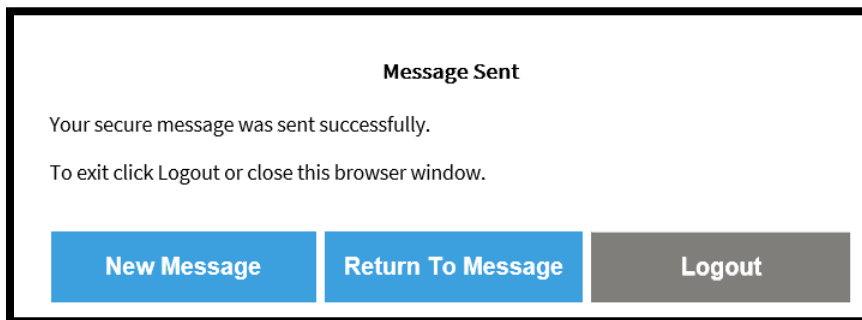 Message Sent
Your secure message was sent successfully.
To exit click Logout or close this browser window.
New Message Return To Message Logout